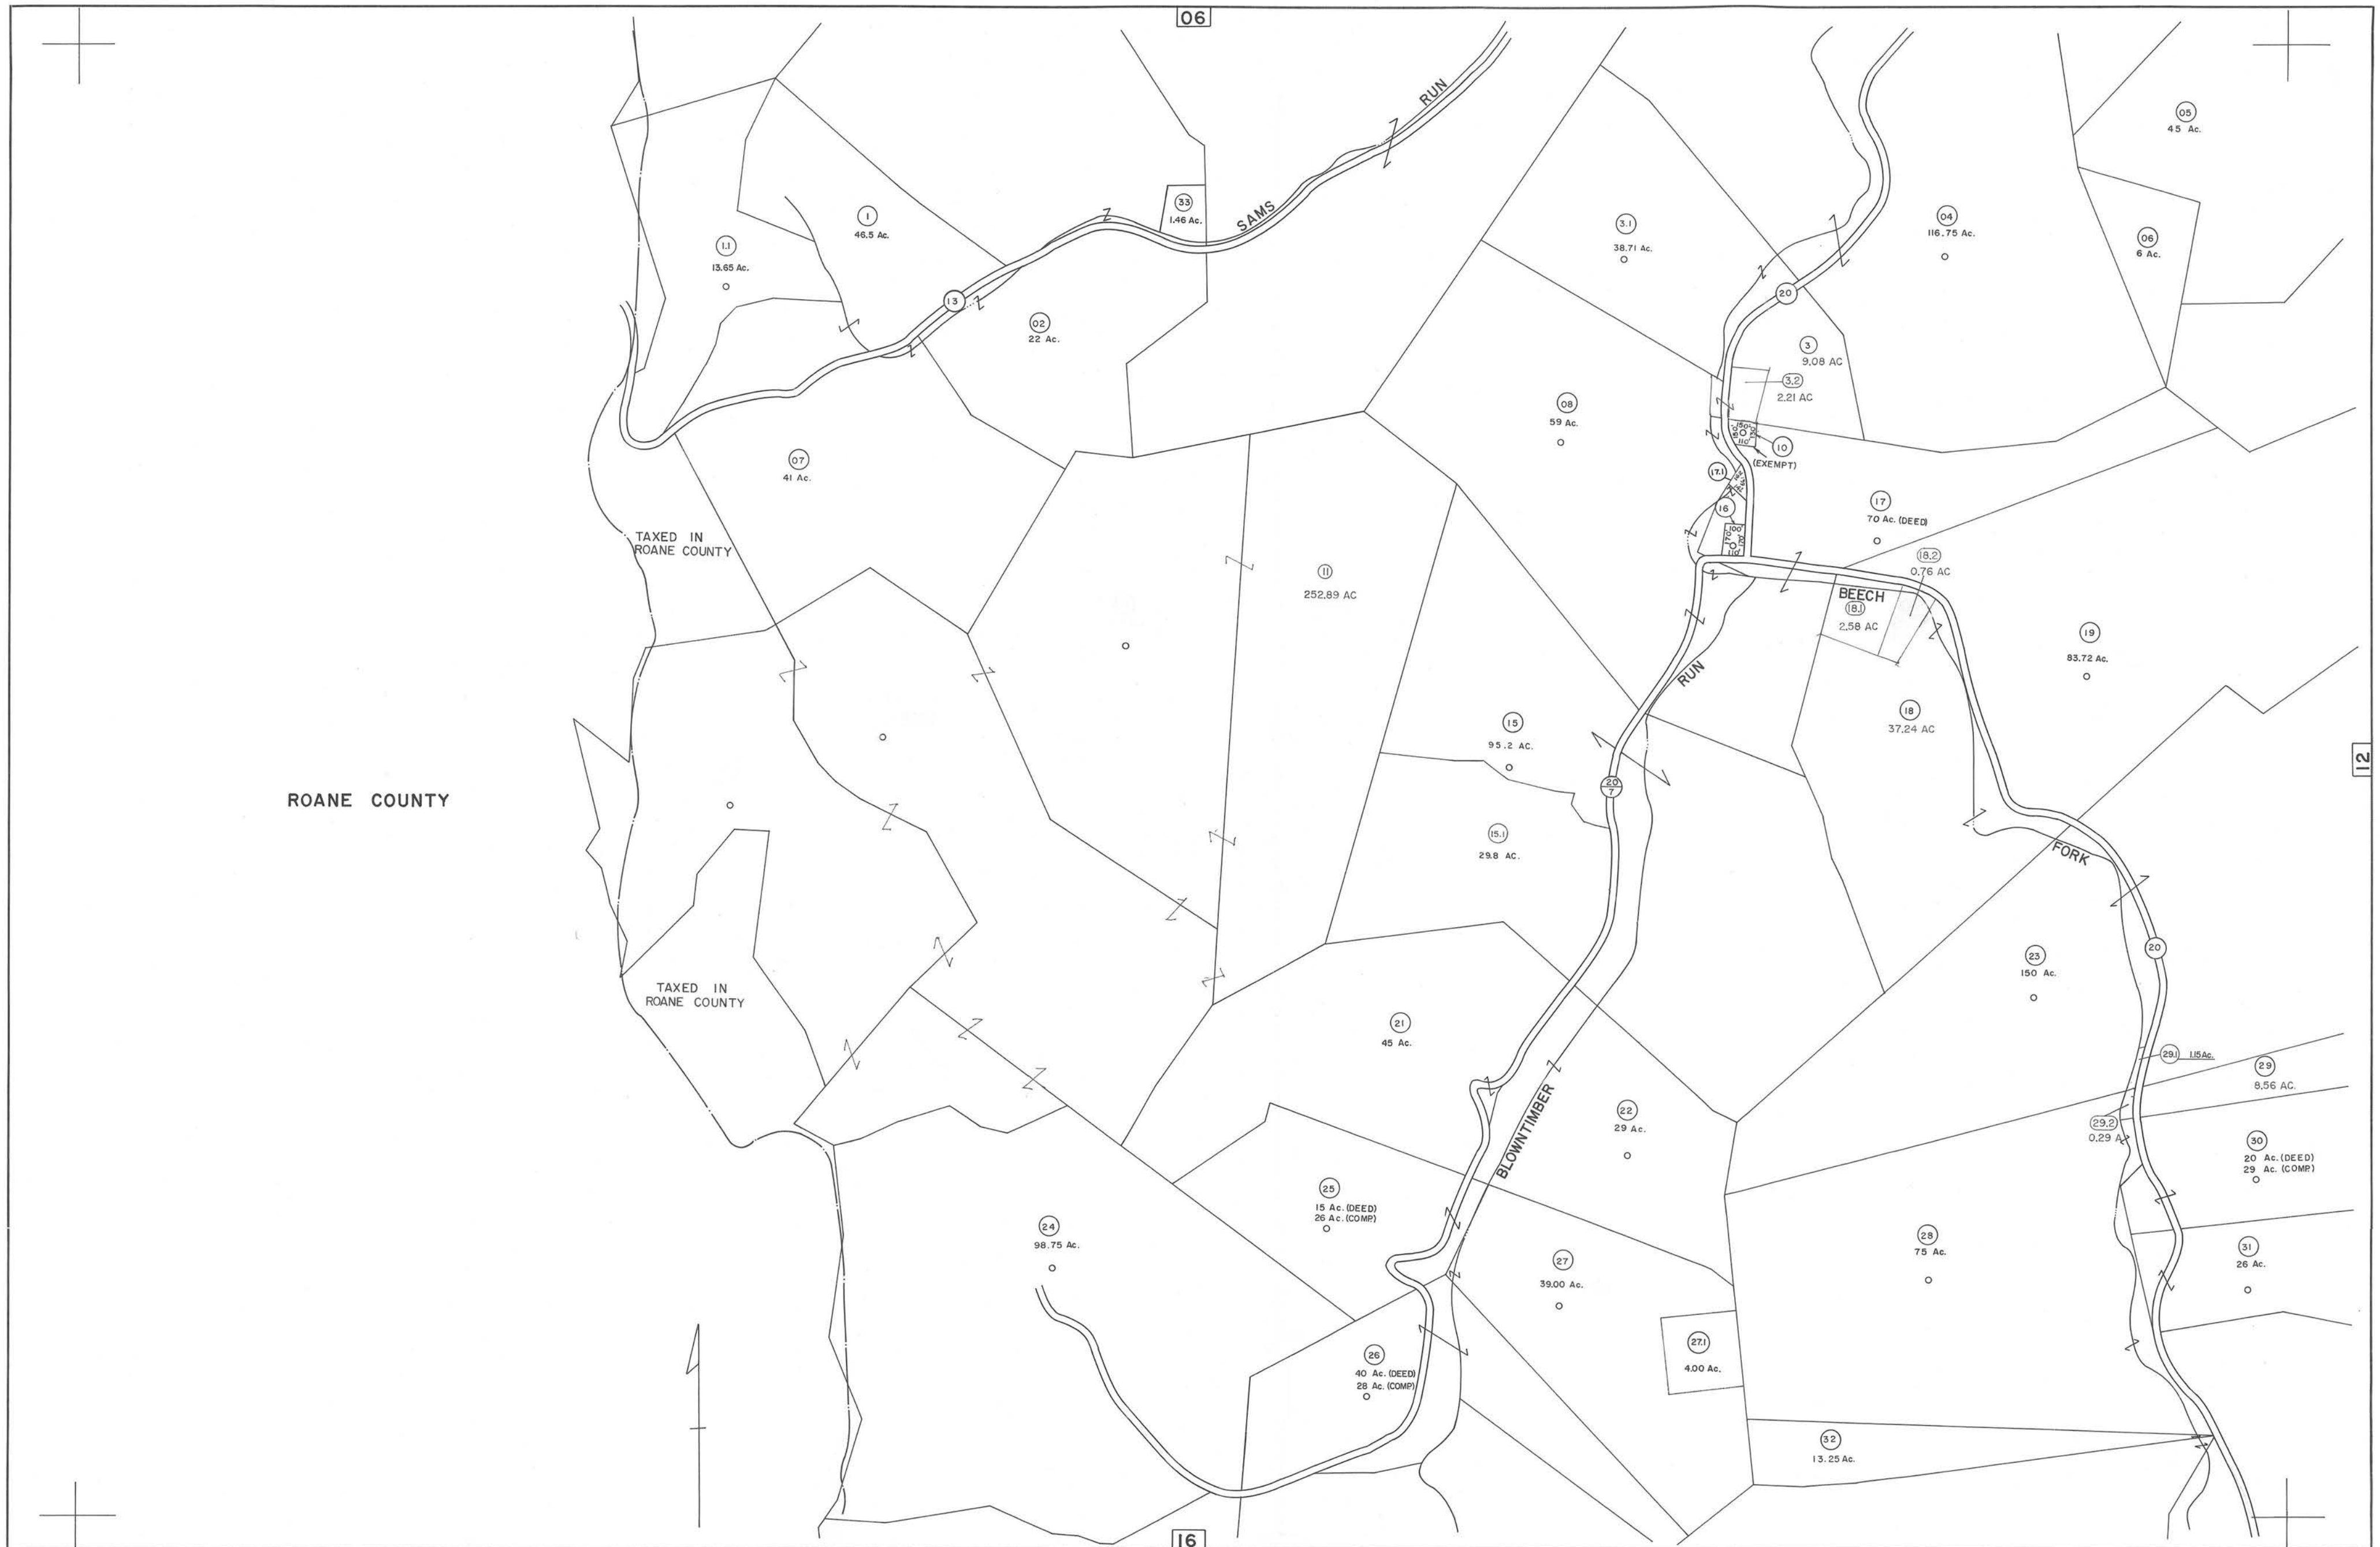 06
RUN
SAMS
33
1.46 Ac.
1
46.5 Ac.
1.1
13.65 Ac.
13
02
22 Ac.
3.1
38.71 Ac.
04
116.75 Ac.
05
45 Ac.
06
6 Ac.
20
3
9.08 AC
3.2
2.21 AC
08
59 Ac.
150'
110'
10
(EXEMPT)
07
41 Ac.
17.1
16
100'
170'
170'
110'
17
70 Ac. (DEED)
TAXED IN
ROANE COUNTY
11
252.89 AC
18.2
0.76 AC
BEECH
18.1
2.58 AC
19
83.72 Ac.
RUN
18
37.24 AC
15
95.2 AC.
20
7
12
ROANE COUNTY
15.1
29.8 AC.
FORK
20
23
150 Ac.
TAXED IN
ROANE COUNTY
21
45 Ac.
29.1 1.15Ac.
29
8.56 AC.
22
29 Ac.
BLOWNTIMBER
29.2
0.29 A
30
20 Ac. (DEED)
29 Ac. (COMP.)
25
15 Ac. (DEED)
26 Ac. (COMP.)
24
98.75 Ac.
28
75 Ac.
31
26 Ac.
27
39.00 Ac.
27.1
4.00 Ac.
26
40 Ac. (DEED)
28 Ac. (COMP.)
32
13.25 Ac.
16